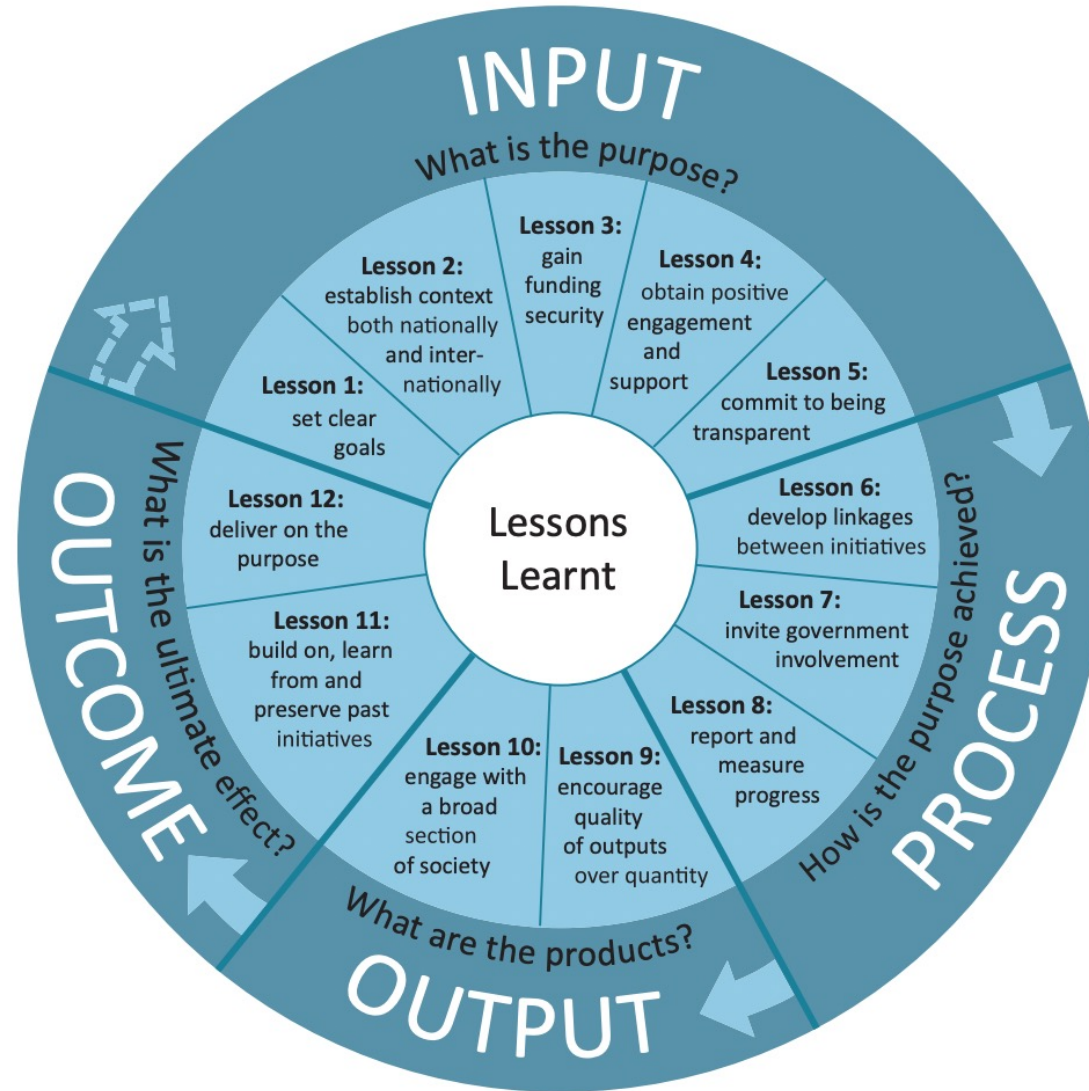 INPUT
What is the purpose?
Lesson 1:
set clear
goals
Lesson 2:
establish context
both nationally
and inter-
nationally
Lesson 3:
gain
funding
security
Lesson 4:
obtain positive
engagement
and
support
Lesson 5:
commit to being
transparent
PROCESS
How is the purpose achieved?
Lesson 6:
develop linkages
between initiatives
Lesson 7:
invite government
involvement
Lesson 8:
report and
measure
progress
OUTPUT
What are the products?
Lesson 9:
encourage
quality
of outputs
over quantity
Lesson 10:
engage with
a broad
section
of society
OUTCOME
What is the ultimate effect?
Lesson 11:
build on, learn
from and
preserve past
initiatives
Lesson 12:
deliver on the
purpose
Lessons
Learnt